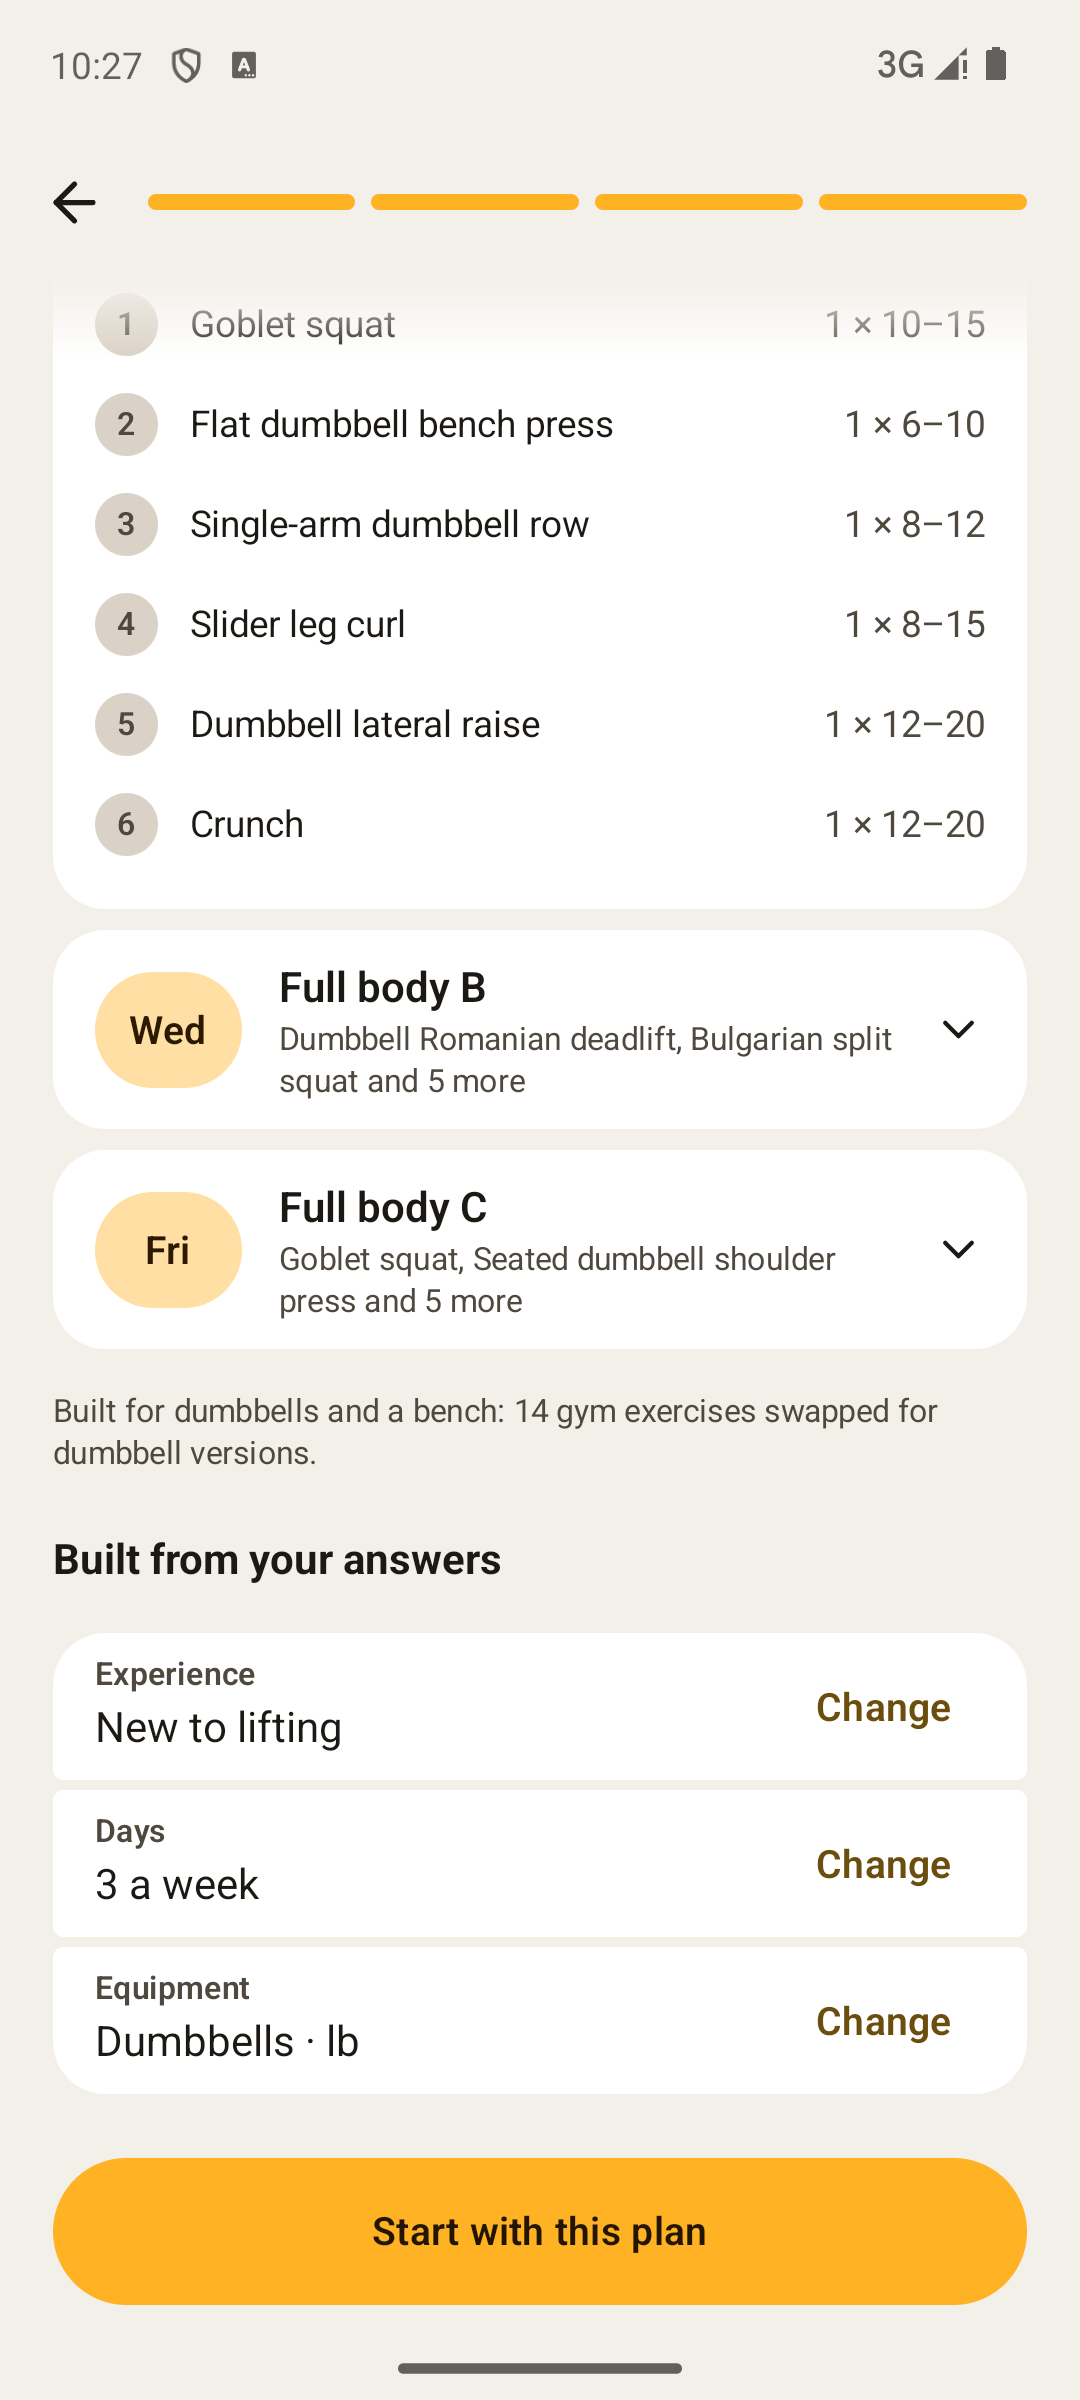 10:27
3G
1 Goblet squat 1 × 10–15
2 Flat dumbbell bench press 1 × 6–10
3 Single-arm dumbbell row 1 × 8–12
4 Slider leg curl 1 × 8–15
5 Dumbbell lateral raise 1 × 12–20
6 Crunch 1 × 12–20
Wed
Full body B
Dumbbell Romanian deadlift, Bulgarian split
squat and 5 more
Fri
Full body C
Goblet squat, Seated dumbbell shoulder
press and 5 more
Built for dumbbells and a bench: 14 gym exercises swapped for
dumbbell versions.
Built from your answers
Experience
New to lifting
Change
Days
3 a week
Change
Equipment
Dumbbells · lb
Change
Start with this plan